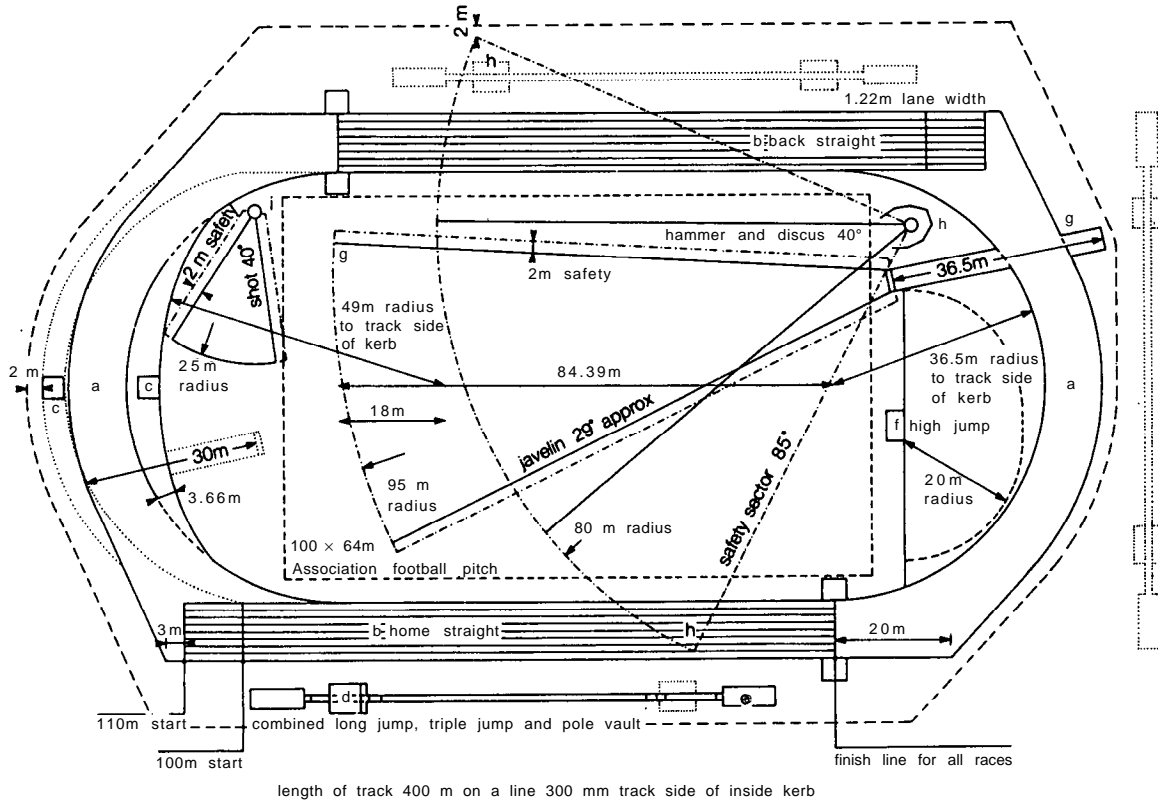 2 m
h
1.22m lane width
b-back straight
2 m safety
shot 40°
h
g
hammer and discus 40°
g
2m safety
36.5m
49m radius
to track side
of kerb
25m
radius
36.5m radius
to track side
of kerb
84.39m
2 m
c
a
c
a
18m
javelin 29° approx
f high jump
30m
3.66m
95 m
radius
safety sector 85°
20m
radius
80 m radius
100 × 64m
Association football pitch
3m
b-home straight
h
20m
d
e
110m start
combined long jump, triple jump and pole vault
100m start
finish line for all races
length of track 400 m on a line 300 mm track side of inside kerb